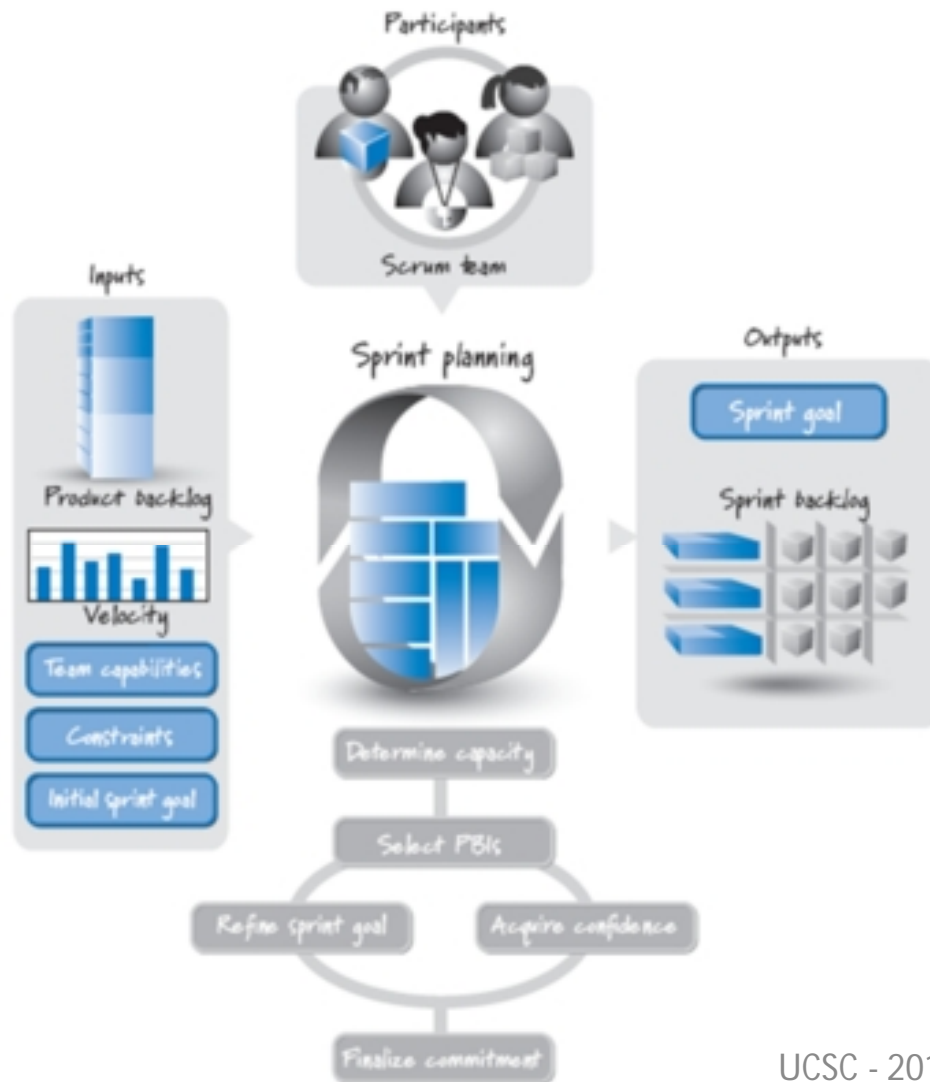 Participants
Scrum team
Inputs
Product backlog
Velocity
Team capabilities
Constraints
Initial sprint goal
Sprint planning
Outputs
Sprint goal
Sprint backlog
Determine capacity
Select PBIs
Refine sprint goal
Acquire confidence
Finalize commitment
UCSC - 201